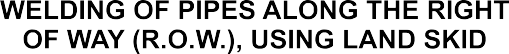 WELDING OF PIPES ALONG THE RIGHT
OF WAY (R.O.W.), USING LAND SKID